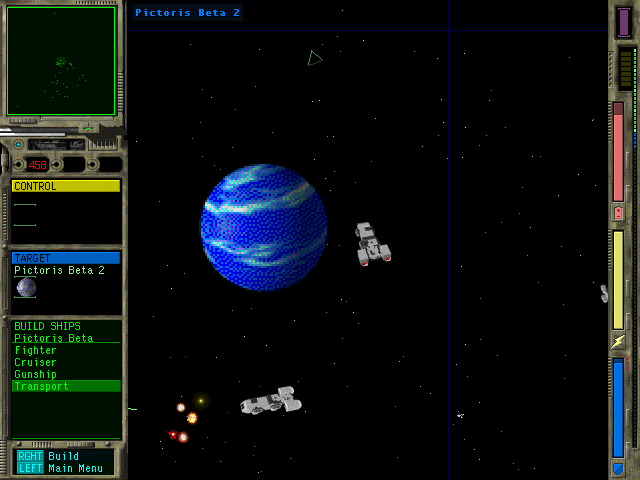 Pictoris Beta 2
458
CONTROL
TARGET
Pictoris Beta 2
BUILD SHIPS
Pictoris Beta
Fighter
Cruiser
Gunship
Transport
RGHT Build
LEFT Main Menu